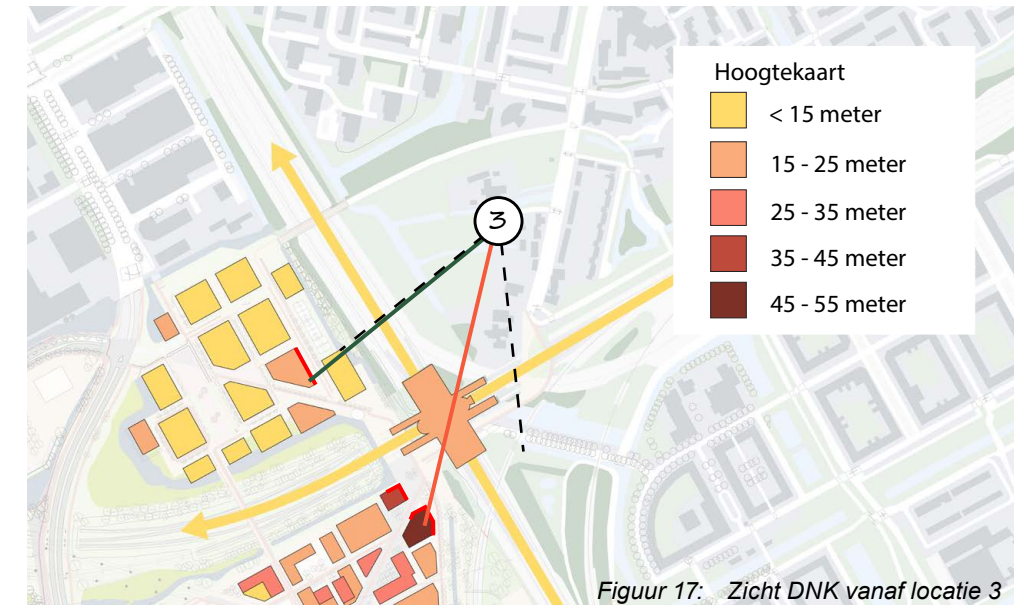 Hoogtekaart
< 15 meter
15 - 25 meter
25 - 35 meter
35 - 45 meter
45 - 55 meter
3
Figuur 17: Zicht DNK vanaf locatie 3